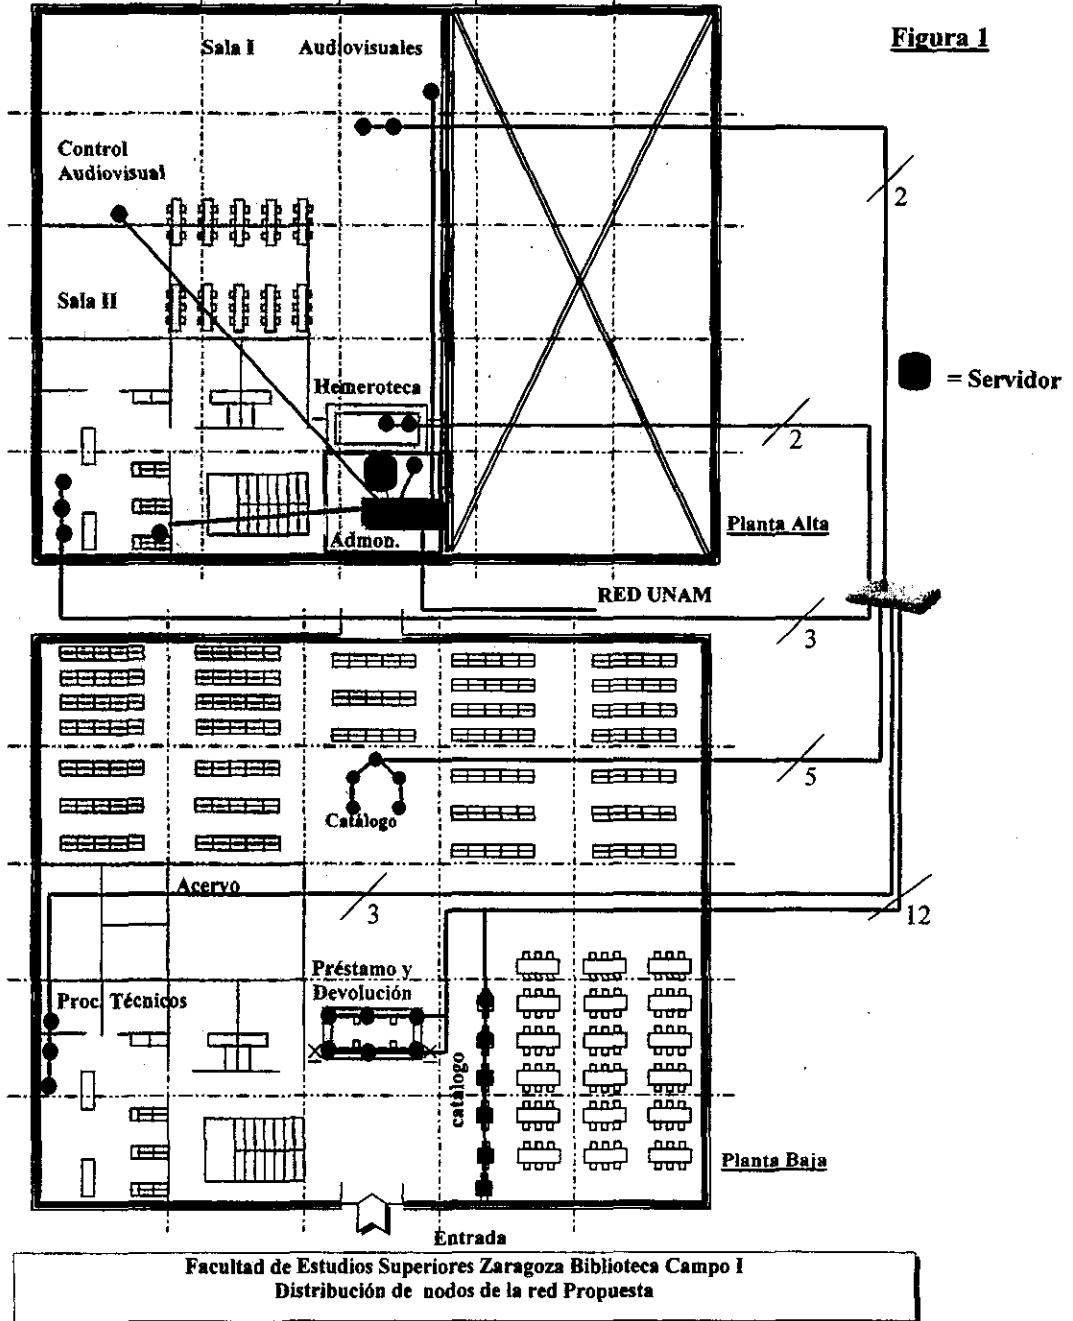 Figura 1
Sala I
Audiovisuales
Control
Audiovisual
2
Sala II
= Servidor
Hemeroteca
2
Planta Alta
Admon.
RED UNAM
3
5
Catálogo
Acervo
3
12
Préstamo y
Devolución
Proc. Técnicos
catálogo
Planta Baja
Entrada
Facultad de Estudios Superiores Zaragoza Biblioteca Campo I
Distribución de nodos de la red Propuesta